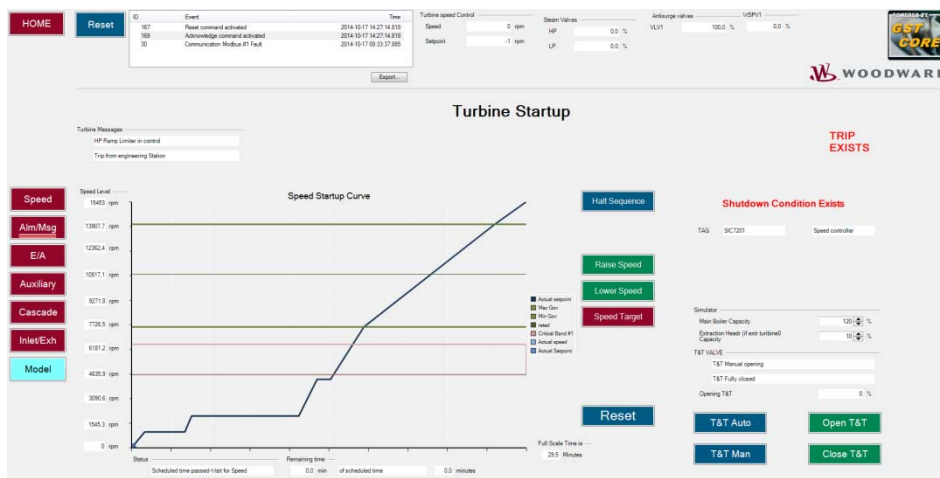 HOME
Reset
ID Event Time
167 Reset command activated 2014-10-17 14:27:14.818
169 Acknowledge command activated 2014-10-17 14:27:14.818
30 Communication Modbus #1 Fault 2014-10-17 08:33:37.885
Export...
Turbine speed Control
Speed 0 rpm
Setpoint -1 rpm
Steam Valves
HP 0.0 %
LP 0.0 %
Antisurge valves
VLV1 100.0 %
WSPV1
0.0 %
POWERED BY
GST
CORE
WOODWARD
Turbine Startup
Turbine Messages
HP Ramp Limiter in control
Trip from engineering Station
TRIP
EXISTS
Speed
Alm/Msg
E/A
Auxiliary
Cascade
Inlet/Exh
Model
Speed Level
Speed Startup Curve
15453 rpm
13907,7 rpm
12362,4 rpm
10817,1 rpm
9271,8 rpm
7726,5 rpm
6181,2 rpm
4635,9 rpm
3090,6 rpm
1545,3 rpm
0 rpm
Actual setpoint
Max Gov
Min Gov
rated
Critical Band #1
Actual speed
Actual Setpoint
Halt Sequence
Raise Speed
Lower Speed
Speed Target
Reset
Full Scale Time is
29.5 Minutes
Status
Scheduled time passed-Wait for Speed
Remaining time
0.0 min of scheduled time 0.0 minutes
Shutdown Condition Exists
TAG SIC7201 Speed controller
Simulator
Main Boiler Capacity 120 %
Extraction Headr (if extr turbine!)
Capacity 10 %
T&T VALVE
T&T Manual opening
T&T Fully closed
Opening T&T 0 %
T&T Auto
Open T&T
T&T Man
Close T&T